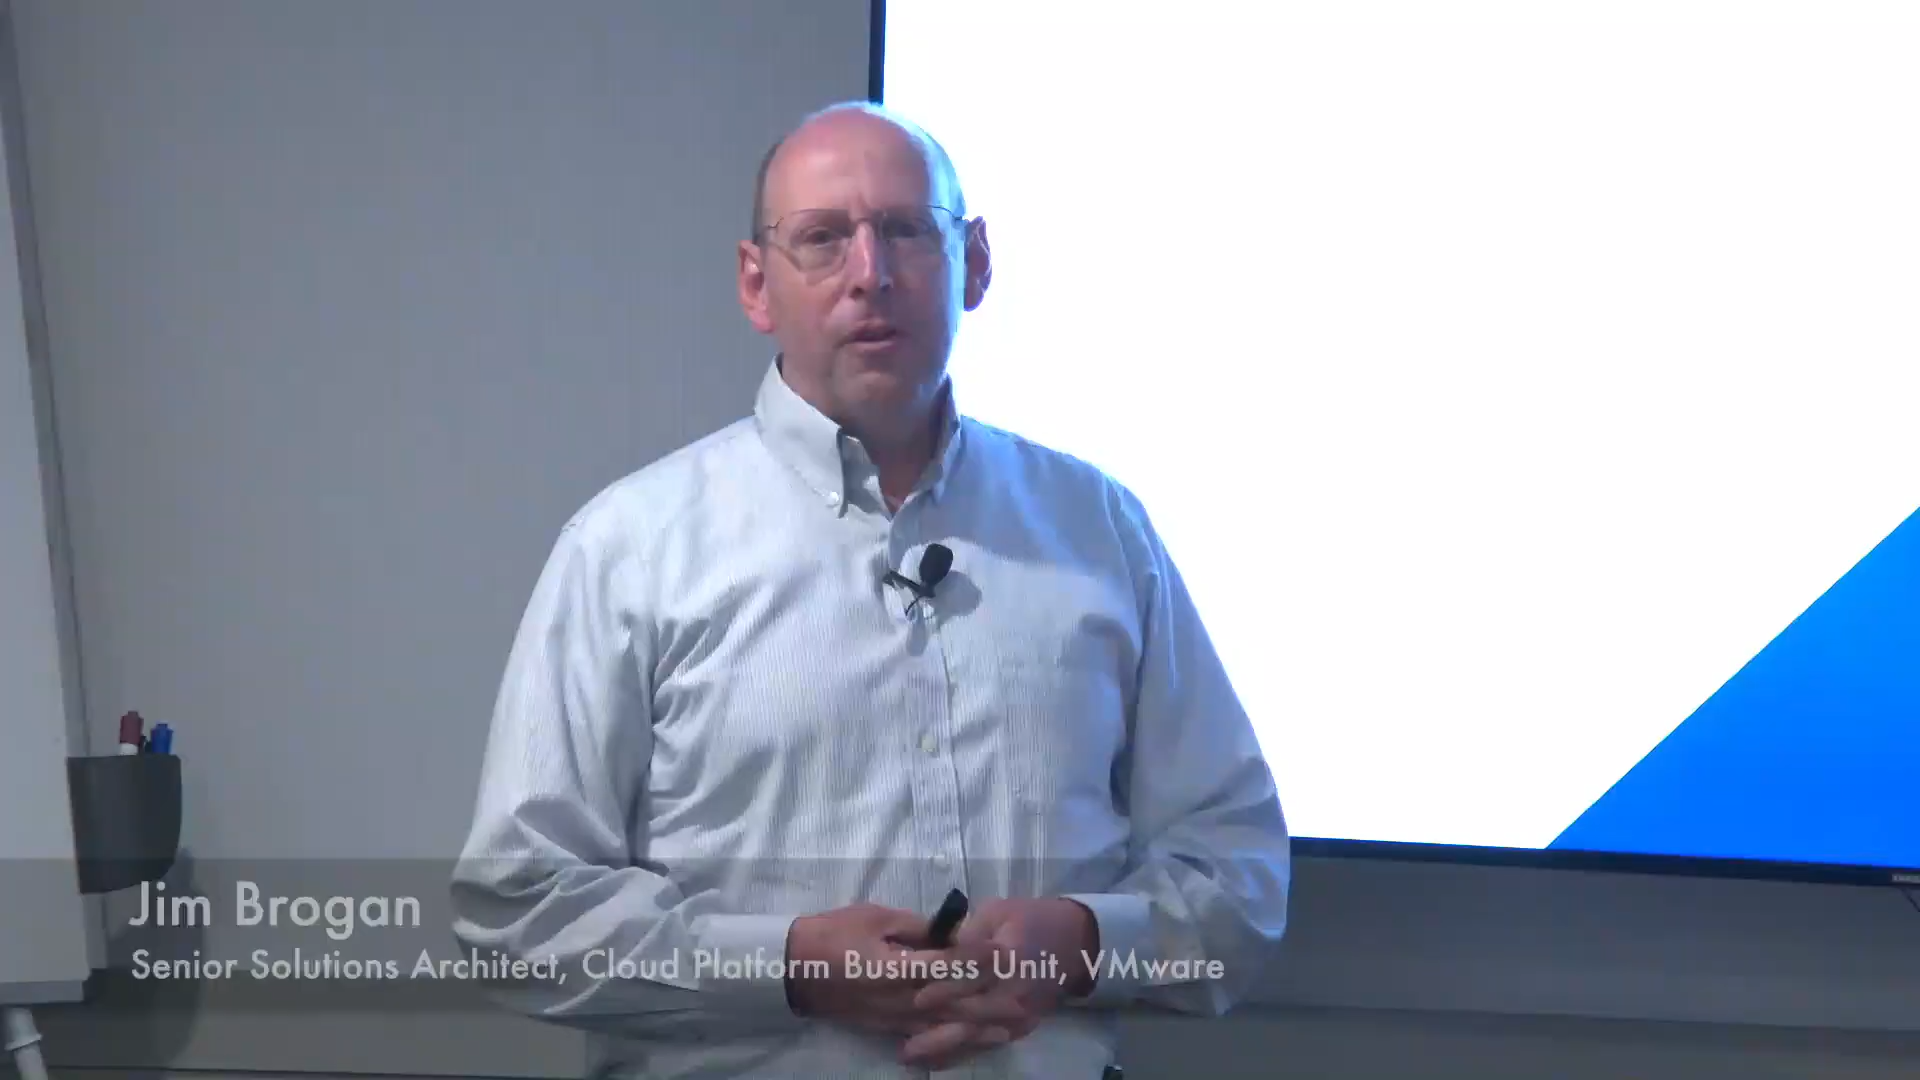 Jim Brogan
Senior Solutions Architect, Cloud Platform Business Unit, VMware